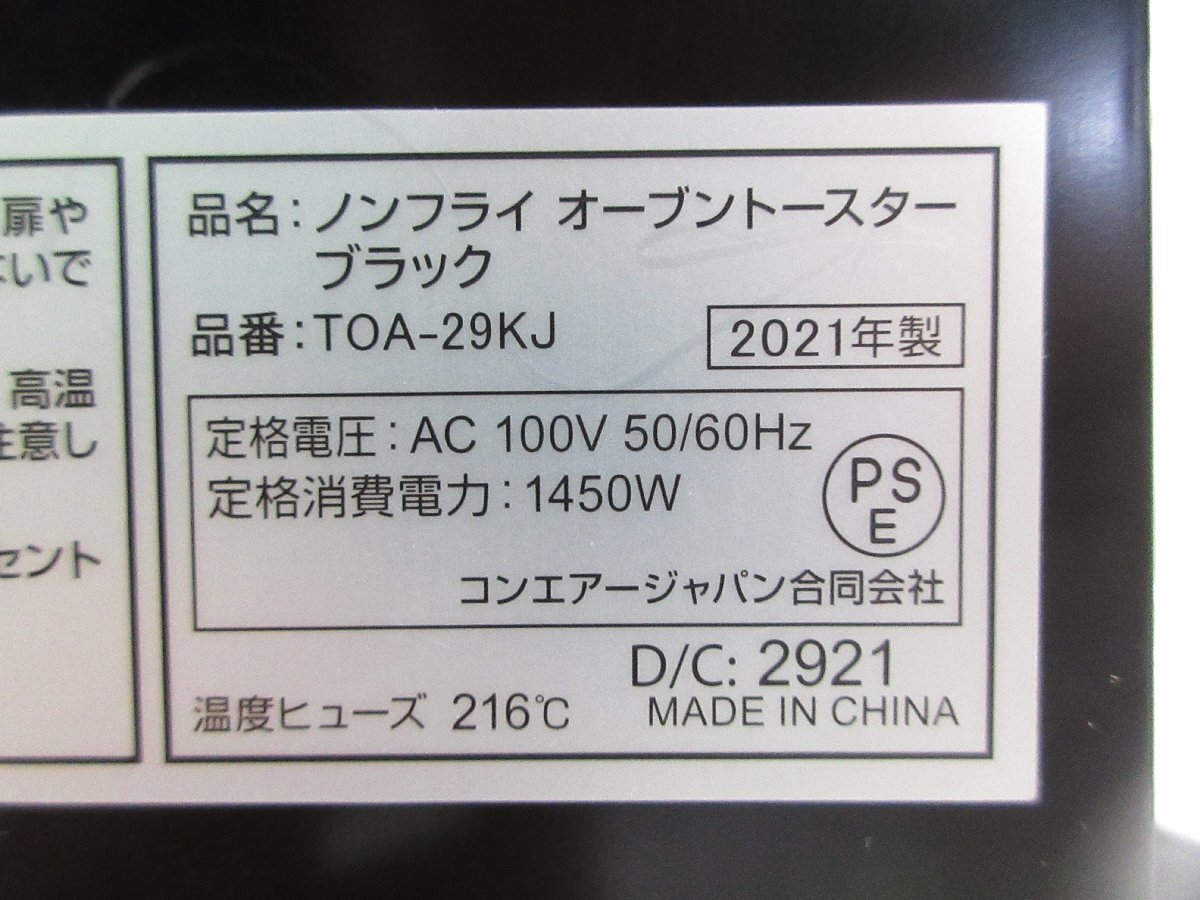 扉や
いで
高温
注意し
セント
品名:ノンフライ オーブントースター
ブラック
品番:TOA-29KJ
2021年製
定格電圧:AC 100V 50/60Hz
定格消費電力:1450W
PS
E
コンエアージャパン合同会社
D/C: 2921
温度ヒューズ 216℃
MADE IN CHINA